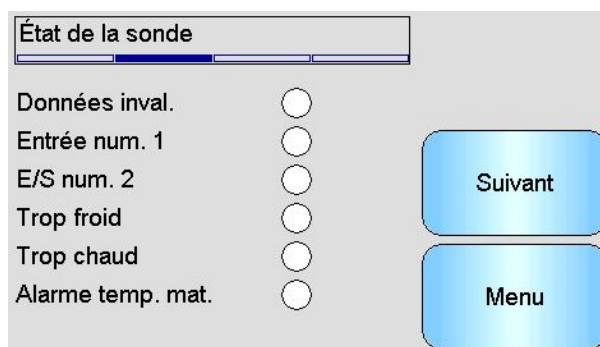 État de la sonde
Données inval.
Entrée num. 1
E/S num. 2
Suivant
Trop froid
Trop chaud
Alarme temp. mat.
Menu